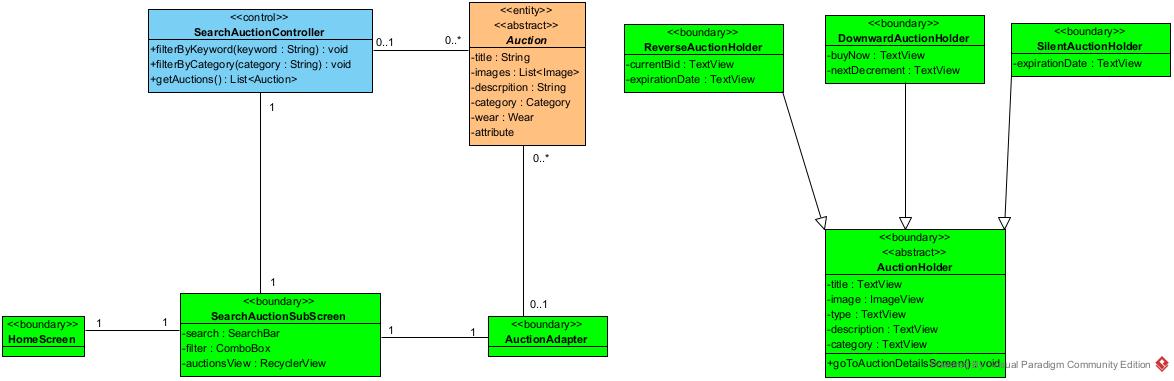 <<control>>
SearchAuctionController
+filterByKeyword(keyword : String) : void
+filterByCategory(category : String) : void
+getAuctions() : List<Auction>
0..1
0..*
<<entity>>
<<abstract>>
Auction
-title : String
-images : List<Image>
-descrpition : String
-category : Category
-wear : Wear
-attribute
<<boundary>>
ReverseAuctionHolder
-currentBid : TextView
-expirationDate : TextView
<<boundary>>
DownwardAuctionHolder
-buyNow : TextView
-nextDecrement : TextView
<<boundary>>
SilentAuctionHolder
-expirationDate : TextView
1
0..*
1
0..1
<<boundary>>
HomeScreen
1
1
<<boundary>>
SearchAuctionSubScreen
-search : SearchBar
-filter : ComboBox
-auctionsView : RecyclerView
1
1
<<boundary>>
AuctionAdapter
<<boundary>>
<<abstract>>
AuctionHolder
-title : TextView
-image : ImageView
-type : TextView
-description : TextView
-category : TextView
+goToAuctionDetailsScreen() : void
Visual Paradigm Community Edition